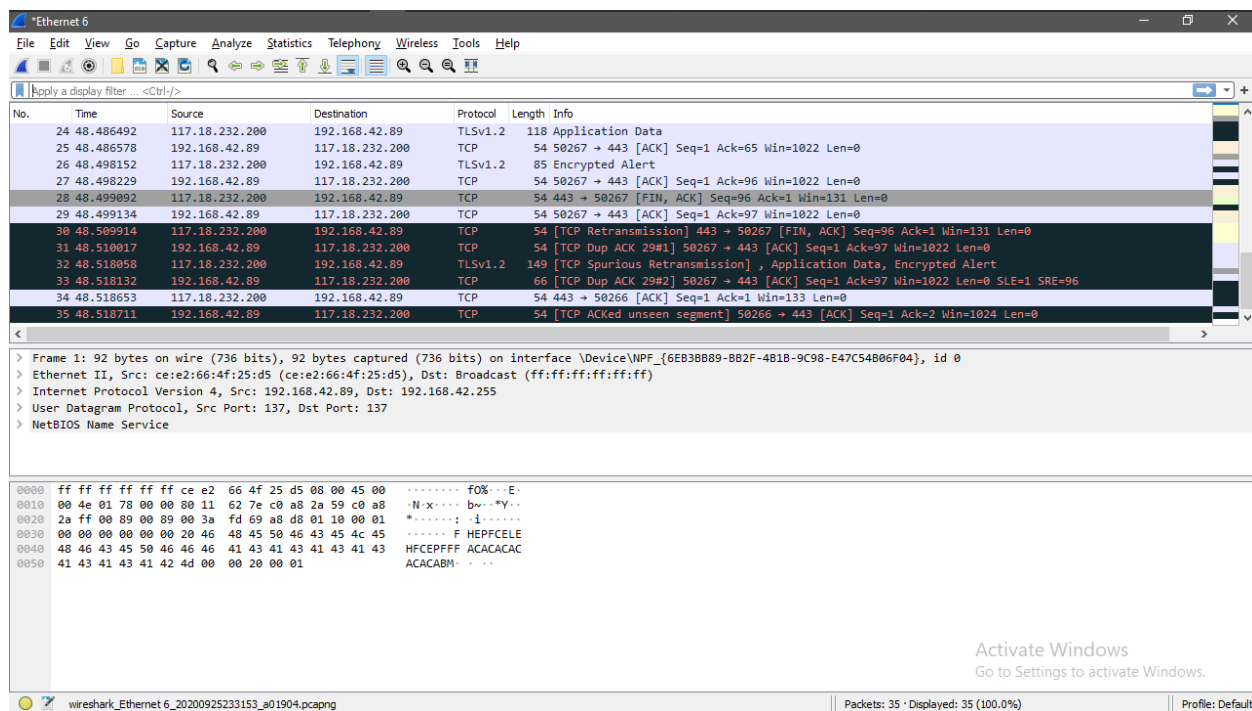 *Ethernet 6
File Edit View Go Capture Analyze Statistics Telephony Wireless Tools Help
Apply a display filter ... <Ctrl-/>
No. Time Source Destination Protocol Length Info
24 48.486492 117.18.232.200 192.168.42.89 TLSv1.2 118 Application Data
25 48.486578 192.168.42.89 117.18.232.200 TCP 54 50267 → 443 [ACK] Seq=1 Ack=65 Win=1022 Len=0
26 48.498152 117.18.232.200 192.168.42.89 TLSv1.2 85 Encrypted Alert
27 48.498229 192.168.42.89 117.18.232.200 TCP 54 50267 → 443 [ACK] Seq=1 Ack=96 Win=1022 Len=0
28 48.499092 117.18.232.200 192.168.42.89 TCP 54 443 → 50267 [FIN, ACK] Seq=96 Ack=1 Win=131 Len=0
29 48.499134 192.168.42.89 117.18.232.200 TCP 54 50267 → 443 [ACK] Seq=1 Ack=97 Win=1022 Len=0
30 48.509914 117.18.232.200 192.168.42.89 TCP 54 [TCP Retransmission] 443 → 50267 [FIN, ACK] Seq=96 Ack=1 Win=131 Len=0
31 48.510017 192.168.42.89 117.18.232.200 TCP 54 [TCP Dup ACK 29#1] 50267 → 443 [ACK] Seq=1 Ack=97 Win=1022 Len=0
32 48.518058 117.18.232.200 192.168.42.89 TLSv1.2 149 [TCP Spurious Retransmission] , Application Data, Encrypted Alert
33 48.518132 192.168.42.89 117.18.232.200 TCP 66 [TCP Dup ACK 29#2] 50267 → 443 [ACK] Seq=1 Ack=97 Win=1022 Len=0 SLE=1 SRE=96
34 48.518653 117.18.232.200 192.168.42.89 TCP 54 443 → 50266 [ACK] Seq=1 Ack=1 Win=133 Len=0
35 48.518711 192.168.42.89 117.18.232.200 TCP 54 [TCP ACKed unseen segment] 50266 → 443 [ACK] Seq=1 Ack=2 Win=1024 Len=0
> Frame 1: 92 bytes on wire (736 bits), 92 bytes captured (736 bits) on interface \Device\NPF_{6EB3BB89-BB2F-4B1B-9C98-E47C54B06F04}, id 0
> Ethernet II, Src: ce:e2:66:4f:25:d5 (ce:e2:66:4f:25:d5), Dst: Broadcast (ff:ff:ff:ff:ff:ff)
> Internet Protocol Version 4, Src: 192.168.42.89, Dst: 192.168.42.255
> User Datagram Protocol, Src Port: 137, Dst Port: 137
> NetBIOS Name Service
0000 ff ff ff ff ff ff ce e2 66 4f 25 d5 08 00 45 00 ········ fO%···E·
0010 00 4e 01 78 00 00 80 11 62 7e c0 a8 2a 59 c0 a8 ·N·x···· b~··*Y··
0020 2a ff 00 89 00 89 00 3a fd 69 a8 d8 01 10 00 01 *······: ·i······
0030 00 00 00 00 00 00 20 46 48 45 50 46 43 45 4c 45 ······ F HEPFCELE
0040 48 46 43 45 50 46 46 46 41 43 41 43 41 43 41 43 HFCEPFFF ACACACAC
0050 41 43 41 43 41 42 4d 00 00 20 00 01 ACACABM· · ··
Activate Windows
Go to Settings to activate Windows.
wireshark_Ethernet 6_20200925233153_a01904.pcapng Packets: 35 · Displayed: 35 (100.0%) Profile: Default